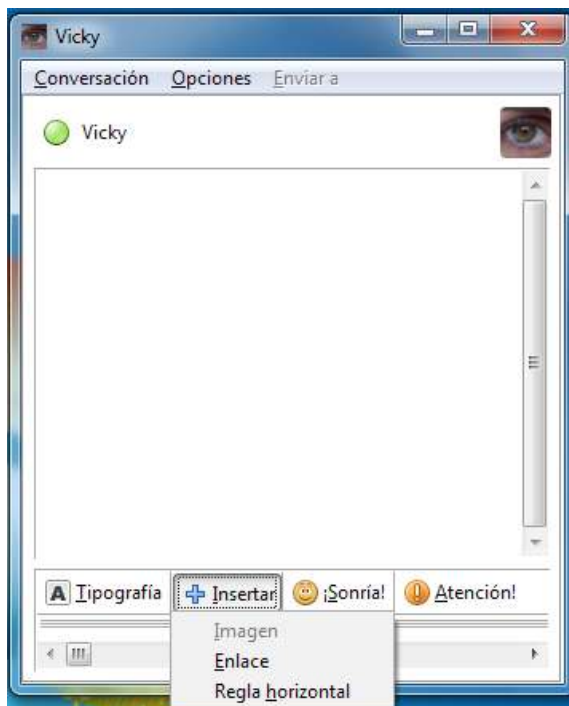 Vicky
Conversación Opciones Enviar a
Vicky
A Tipografía Insertar ¡Sonría! ¡Atención!
Imagen
Enlace
Regla horizontal